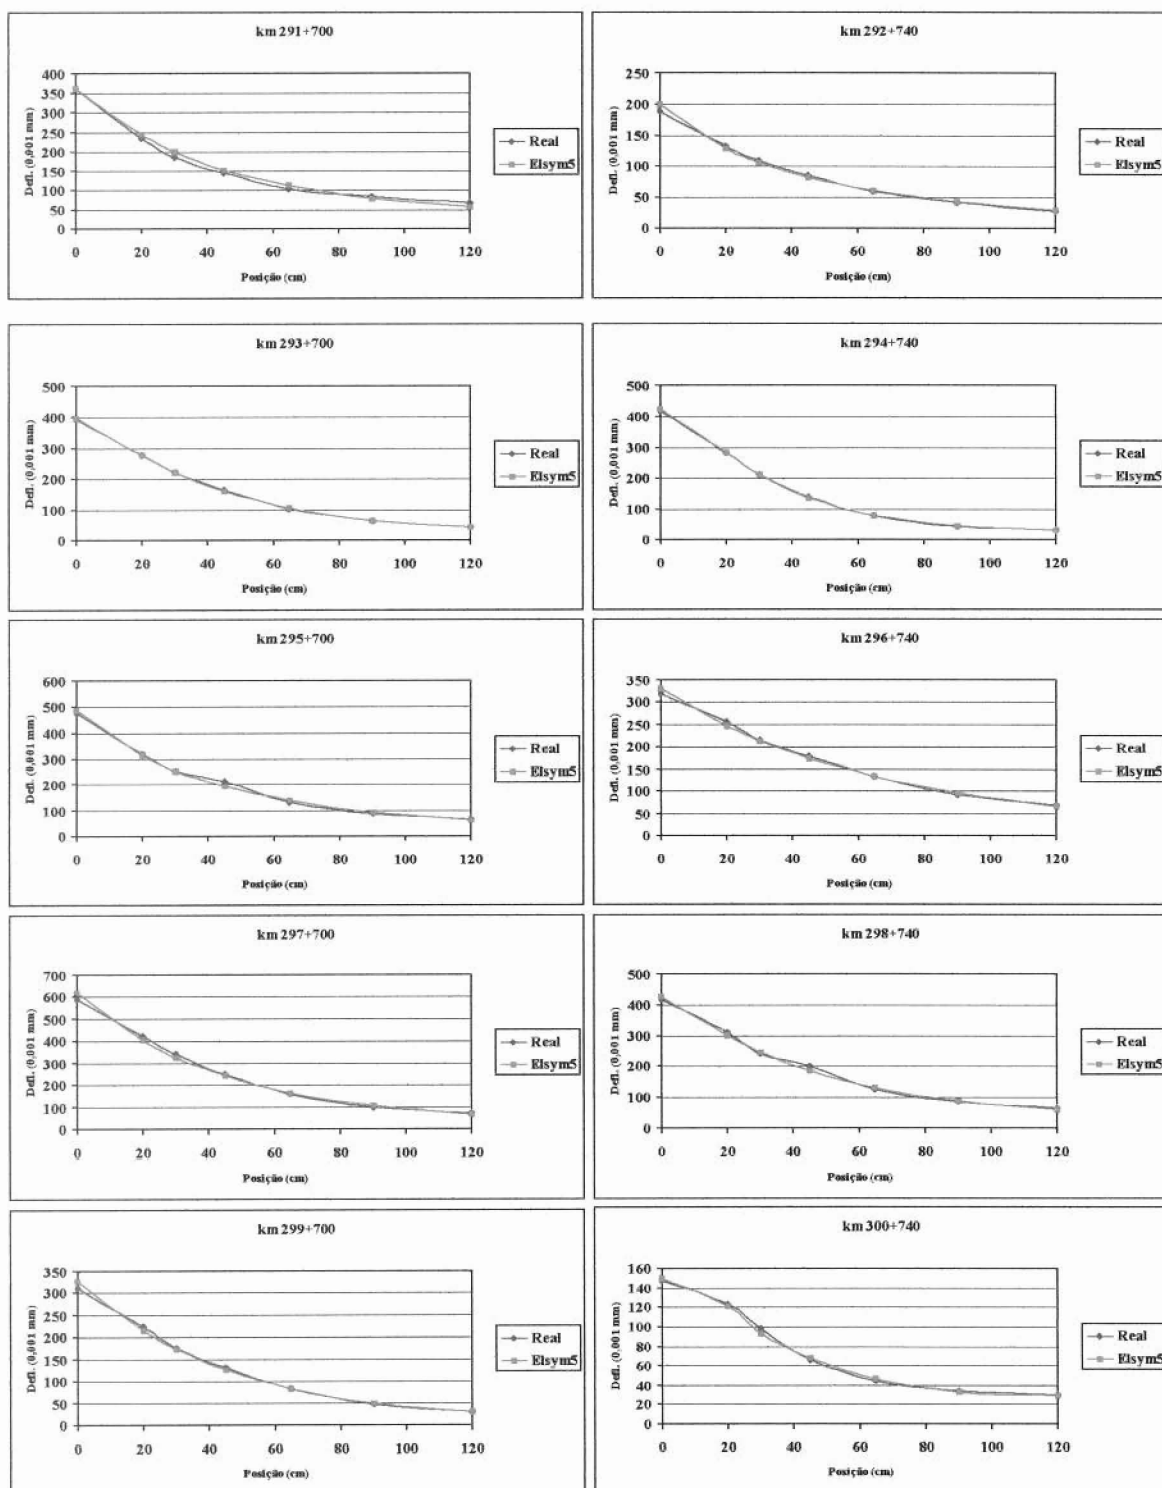 km 291+700
Defl. (0,001 mm)
400
350
300
250
200
150
100
50
0
0 20 40 60 80 100 120
Posição (cm)
Real
Elsym5
km 292+740
Defl. (0,001 mm)
250
200
150
100
50
0
0 20 40 60 80 100 120
Posição (cm)
Real
Elsym5
km 293+700
Defl. (0,001 mm)
500
400
300
200
100
0
0 20 40 60 80 100 120
Posição (cm)
Real
Elsym5
km 294+740
Defl. (0,001 mm)
500
400
300
200
100
0
0 20 40 60 80 100 120
Posição (cm)
Real
Elsym5
km 295+700
Defl. (0,001 mm)
600
500
400
300
200
100
0
0 20 40 60 80 100 120
Posição (cm)
Real
Elsym5
km 296+740
Defl. (0,001 mm)
350
300
250
200
150
100
50
0
0 20 40 60 80 100 120
Posição (cm)
Real
Elsym5
km 297+700
Defl. (0,001 mm)
700
600
500
400
300
200
100
0
0 20 40 60 80 100 120
Posição (cm)
Real
Elsym5
km 298+740
Defl. (0,001 mm)
500
400
300
200
100
0
0 20 40 60 80 100 120
Posição (cm)
Real
Elsym5
km 299+700
Defl. (0,001 mm)
350
300
250
200
150
100
50
0
0 20 40 60 80 100 120
Posição (cm)
Real
Elsym5
km 300+740
Defl. (0,001 mm)
160
140
120
100
80
60
40
20
0
0 20 40 60 80 100 120
Posição (cm)
Real
Elsym5